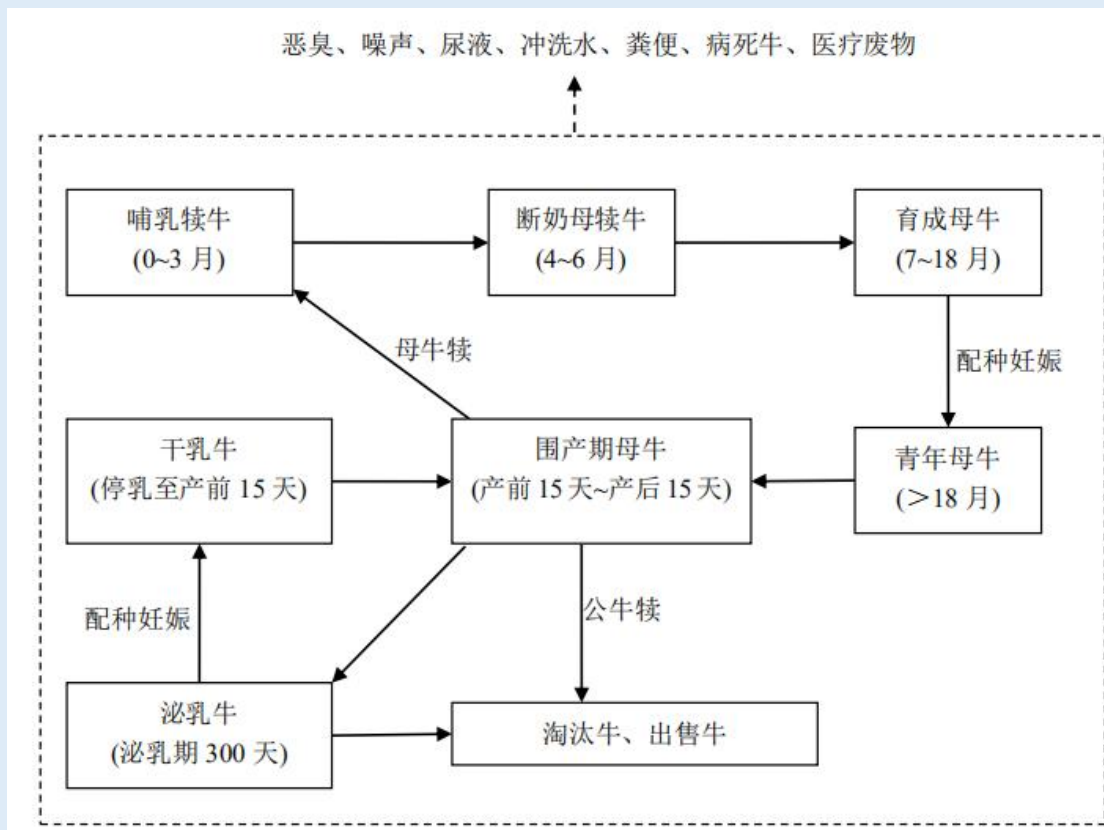 恶臭、噪声、尿液、冲洗水、粪便、病死牛、医疗废物
哺乳犊牛
(0~3 月)
断奶母犊牛
(4~6 月)
育成母牛
(7~18 月)
母牛犊
配种妊娠
干乳牛
(停乳至产前 15 天)
围产期母牛
(产前 15 天~产后 15 天)
青年母牛
(＞18 月)
配种妊娠
公牛犊
泌乳牛
(泌乳期 300 天)
淘汰牛、出售牛